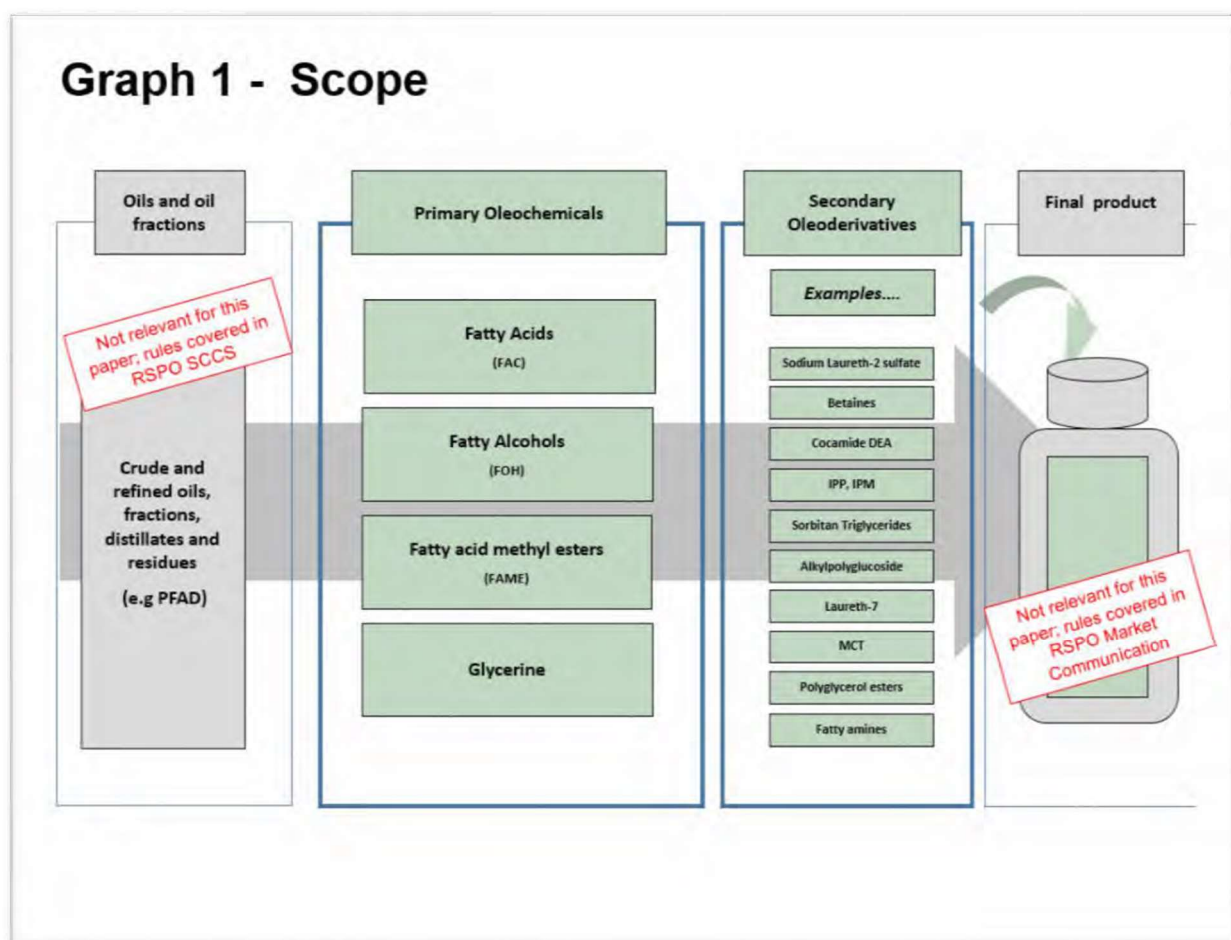 Graph 1 - Scope
Oils and oil
fractions
Not relevant for this
paper; rules covered in
RSPO SCCS
Crude and
refined oils,
fractions,
distillates and
residues
(e.g PFAD)
Primary Oleochemicals
Fatty Acids
(FAC)
Fatty Alcohols
(FOH)
Fatty acid methyl esters
(FAME)
Glycerine
Secondary
Oleoderivatives
Examples....
Sodium Laureth-2 sulfate
Betaines
Cocamide DEA
IPP, IPM
Sorbitan Triglycerides
Alkylpolyglucoside
Laureth-7
MCT
Polyglycerol esters
Fatty amines
Final product
Not relevant for this
paper; rules covered in
RSPO Market
Communication